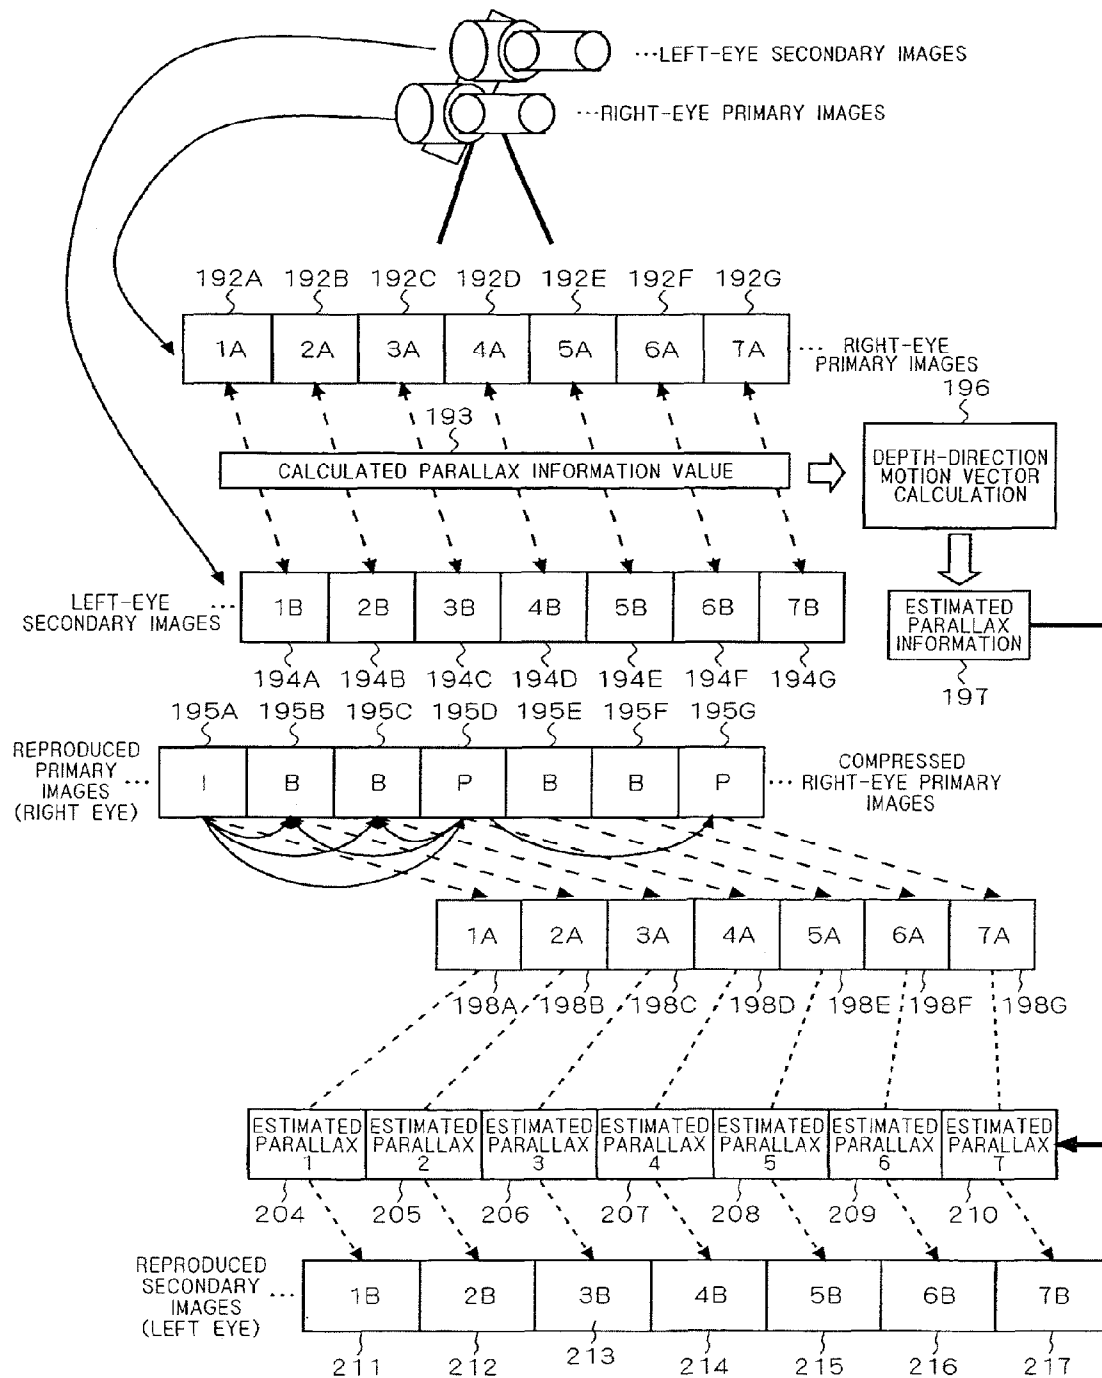 ...LEFT-EYE SECONDARY IMAGES
...RIGHT-EYE PRIMARY IMAGES
192A 192B 192C 192D 192E 192F 192G
1A 2A 3A 4A 5A 6A 7A
... RIGHT-EYE
PRIMARY IMAGES
193
196
CALCULATED PARALLAX INFORMATION VALUE
DEPTH-DIRECTION
MOTION VECTOR
CALCULATION
LEFT-EYE ...
SECONDARY IMAGES
1B 2B 3B 4B 5B 6B 7B
ESTIMATED
PARALLAX
INFORMATION
194A 194B 194C 194D 194E 194F 194G
197
195A 195B 195C 195D 195E 195F 195G
REPRODUCED
PRIMARY ...
IMAGES
(RIGHT EYE)
I B B P B B P
COMPRESSED
... RIGHT-EYE PRIMARY
IMAGES
1A 2A 3A 4A 5A 6A 7A
198A 198B 198C 198D 198E 198F 198G
ESTIMATED PARALLAX 1
ESTIMATED PARALLAX 2
ESTIMATED PARALLAX 3
ESTIMATED PARALLAX 4
ESTIMATED PARALLAX 5
ESTIMATED PARALLAX 6
ESTIMATED PARALLAX 7
204 205 206 207 208 209 210
REPRODUCED
SECONDARY
IMAGES ...
(LEFT EYE)
1B 2B 3B 4B 5B 6B 7B
211 212 213 214 215 216 217